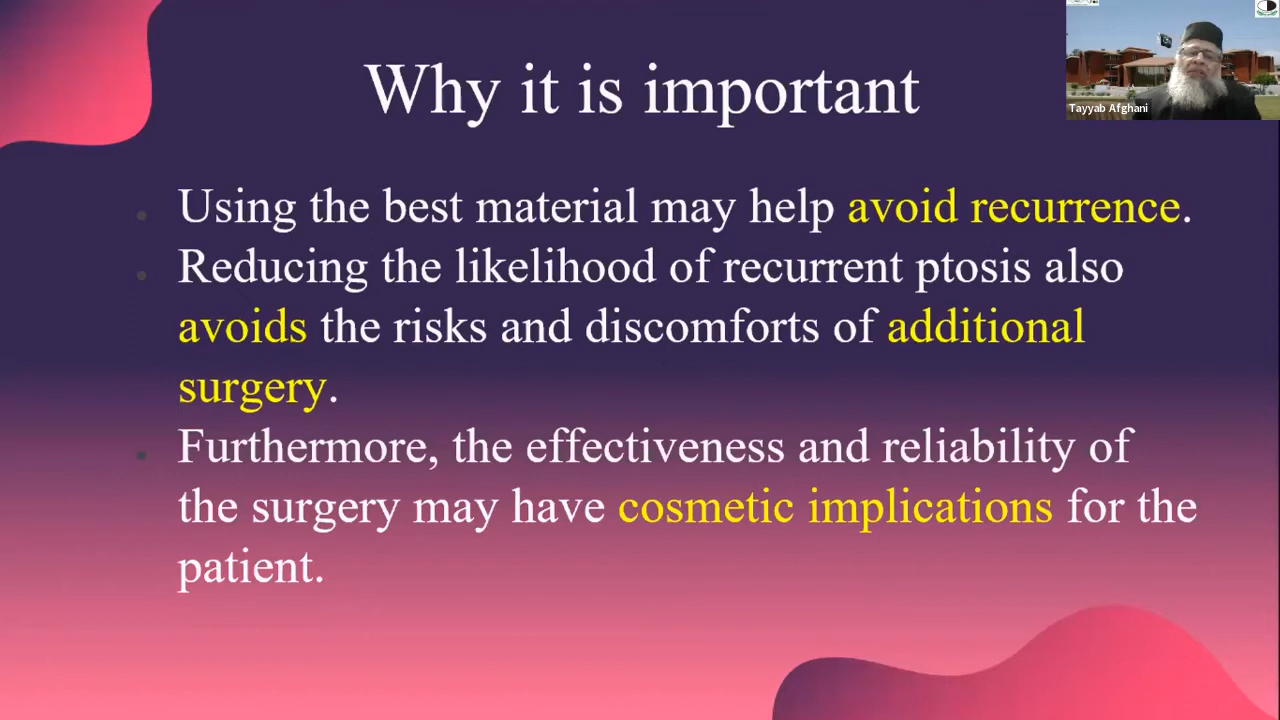 Why it is important
Tayyab Afghani
Using the best material may help avoid recurrence.
Reducing the likelihood of recurrent ptosis also
avoids the risks and discomforts of additional
surgery.
Furthermore, the effectiveness and reliability of
the surgery may have cosmetic implications for the
patient.